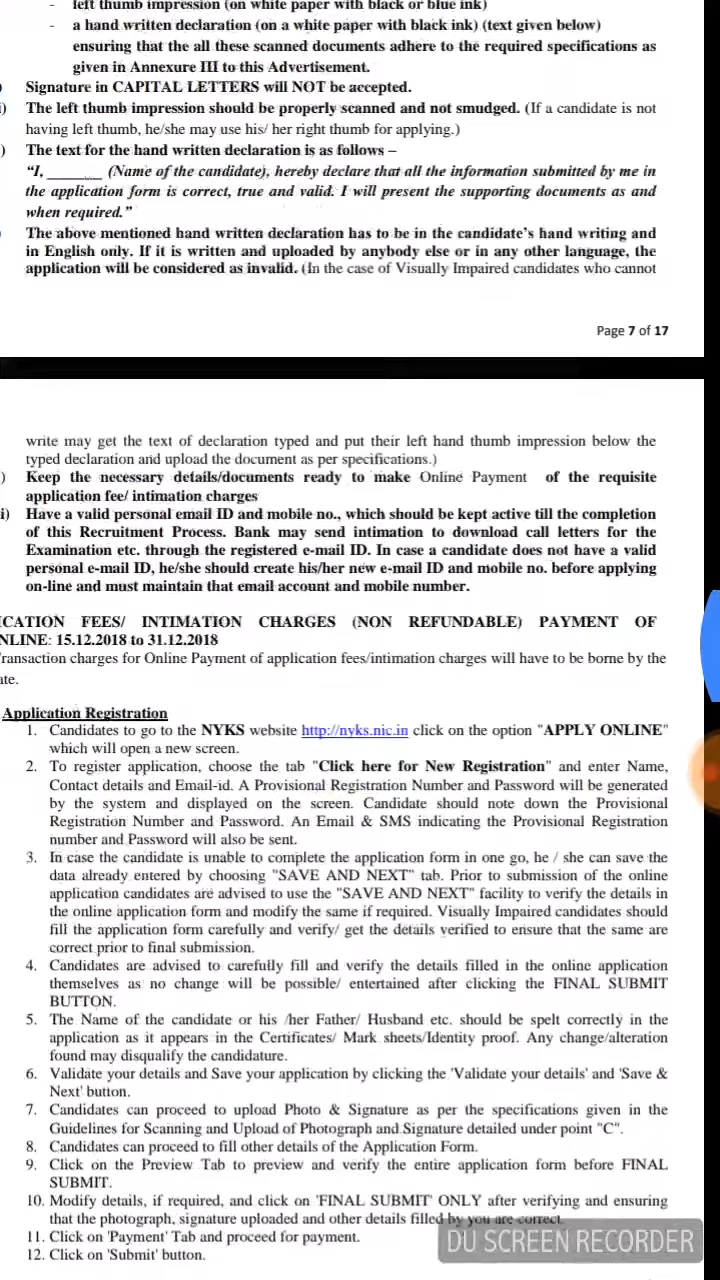 - left thumb impression (on white paper with black or blue ink)
- a hand written declaration (on a white paper with black ink) (text given below)
ensuring that the all these scanned documents adhere to the required specifications as
given in Annexure III to this Advertisement.
) Signature in CAPITAL LETTERS will NOT be accepted.
i) The left thumb impression should be properly scanned and not smudged. (If a candidate is not
having left thumb, he/she may use his/ her right thumb for applying.)
) The text for the hand written declaration is as follows –
“I, _______ (Name of the candidate), hereby declare that all the information submitted by me in
the application form is correct, true and valid. I will present the supporting documents as and
when required.”
The above mentioned hand written declaration has to be in the candidate’s hand writing and
in English only. If it is written and uploaded by anybody else or in any other language, the
application will be considered as invalid. (In the case of Visually Impaired candidates who cannot
Page 7 of 17
write may get the text of declaration typed and put their left hand thumb impression below the
typed declaration and upload the document as per specifications.)
) Keep the necessary details/documents ready to make Online Payment of the requisite
application fee/ intimation charges
i) Have a valid personal email ID and mobile no., which should be kept active till the completion
of this Recruitment Process. Bank may send intimation to download call letters for the
Examination etc. through the registered e-mail ID. In case a candidate does not have a valid
personal e-mail ID, he/she should create his/her new e-mail ID and mobile no. before applying
on-line and must maintain that email account and mobile number.
ICATION FEES/ INTIMATION CHARGES (NON REFUNDABLE) PAYMENT OF
NLINE: 15.12.2018 to 31.12.2018
ransaction charges for Online Payment of application fees/intimation charges will have to be borne by the
ate.
Application Registration
1. Candidates to go to the NYKS website http://nyks.nic.in click on the option "APPLY ONLINE"
which will open a new screen.
2. To register application, choose the tab "Click here for New Registration" and enter Name,
Contact details and Email-id. A Provisional Registration Number and Password will be generated
by the system and displayed on the screen. Candidate should note down the Provisional
Registration Number and Password. An Email & SMS indicating the Provisional Registration
number and Password will also be sent.
3. In case the candidate is unable to complete the application form in one go, he / she can save the
data already entered by choosing "SAVE AND NEXT" tab. Prior to submission of the online
application candidates are advised to use the "SAVE AND NEXT" facility to verify the details in
the online application form and modify the same if required. Visually Impaired candidates should
fill the application form carefully and verify/ get the details verified to ensure that the same are
correct prior to final submission.
4. Candidates are advised to carefully fill and verify the details filled in the online application
themselves as no change will be possible/ entertained after clicking the FINAL SUBMIT
BUTTON.
5. The Name of the candidate or his /her Father/ Husband etc. should be spelt correctly in the
application as it appears in the Certificates/ Mark sheets/Identity proof. Any change/alteration
found may disqualify the candidature.
6. Validate your details and Save your application by clicking the 'Validate your details' and 'Save &
Next' button.
7. Candidates can proceed to upload Photo & Signature as per the specifications given in the
Guidelines for Scanning and Upload of Photograph and Signature detailed under point "C".
8. Candidates can proceed to fill other details of the Application Form.
9. Click on the Preview Tab to preview and verify the entire application form before FINAL
SUBMIT.
10. Modify details, if required, and click on 'FINAL SUBMIT' ONLY after verifying and ensuring
that the photograph, signature uploaded and other details filled by you are correct.
11. Click on 'Payment' Tab and proceed for payment.
12. Click on 'Submit' button.
DU SCREEN RECORDER